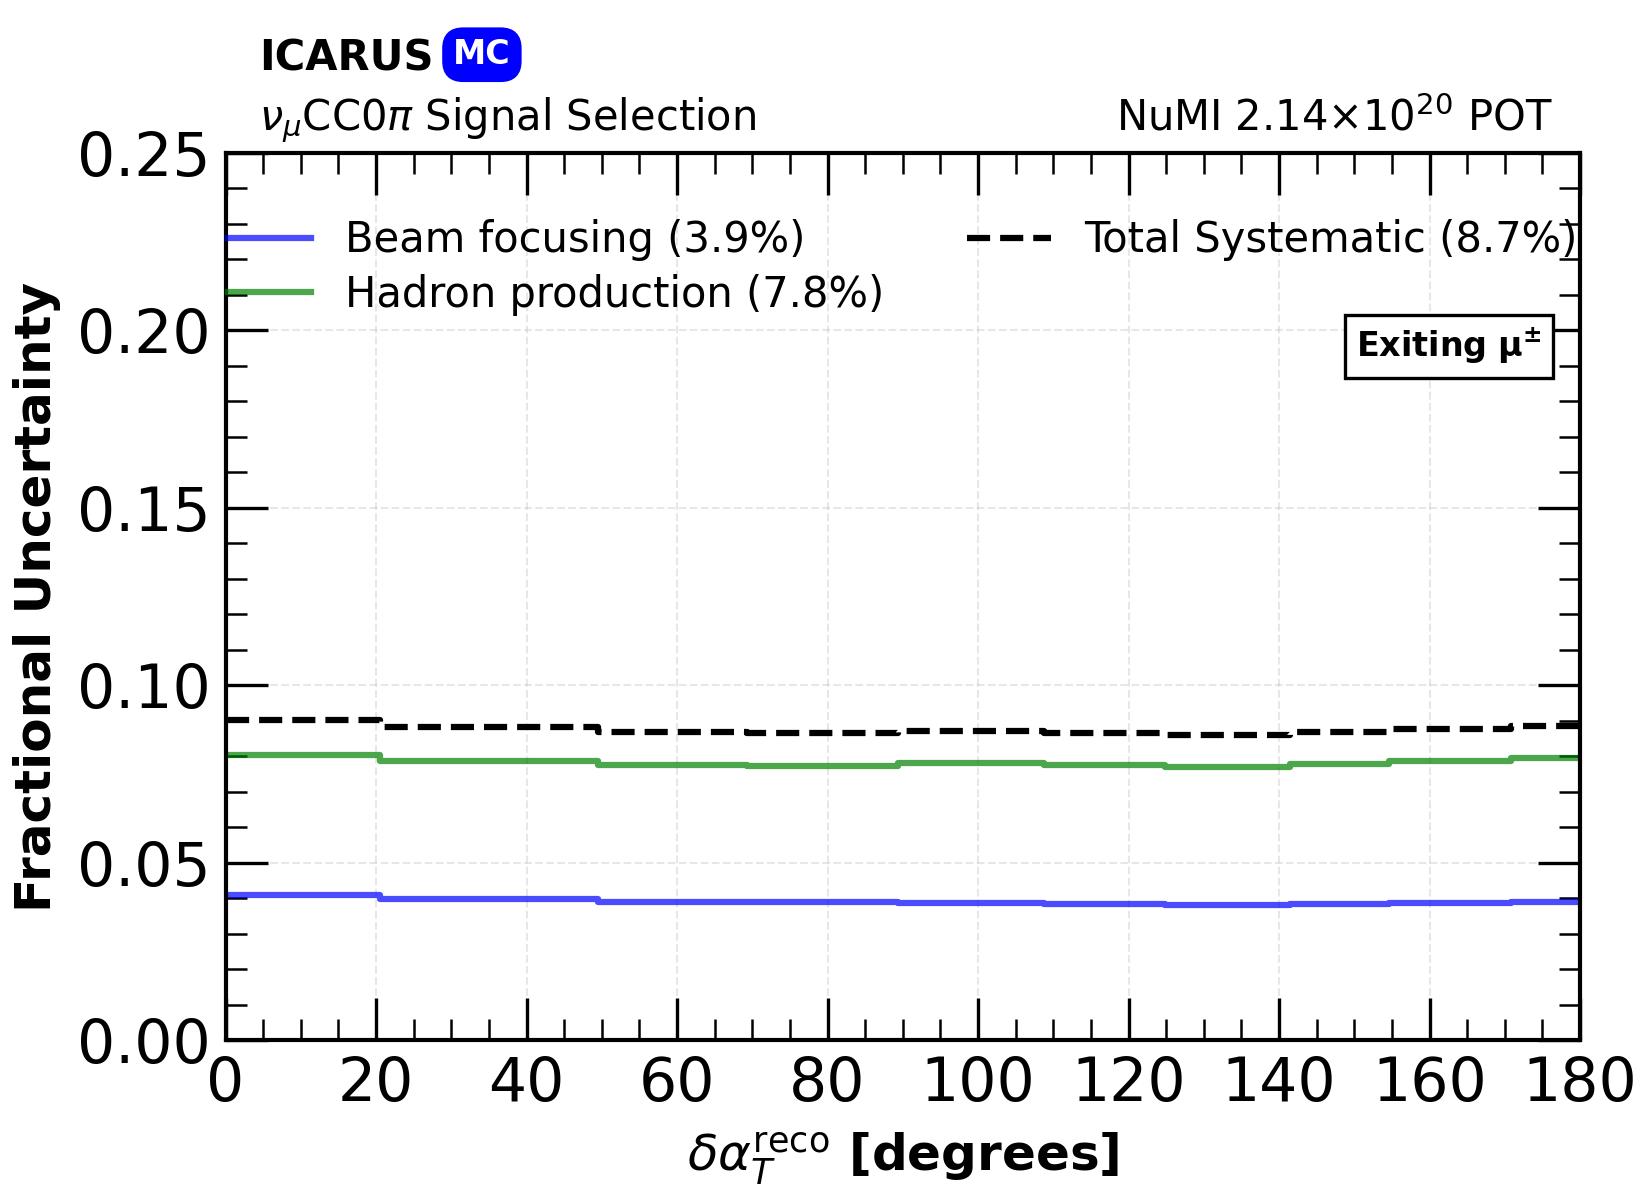 ICARUS MC
νμCC0π Signal Selection
NuMI 2.14×10²⁰ POT
Beam focusing (3.9%)
Hadron production (7.8%)
Total Systematic (8.7%)
Exiting μ±
Fractional Uncertainty
0.25
0.20
0.15
0.10
0.05
0.00
0 20 40 60 80 100 120 140 160 180
δα_T^reco [degrees]